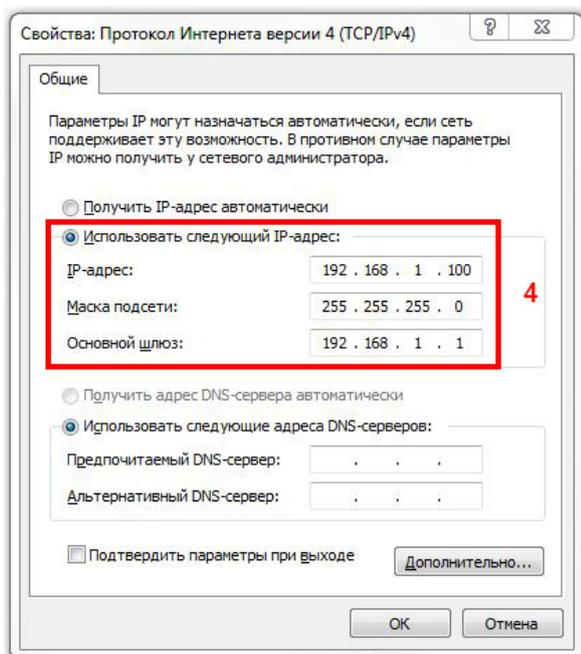 Свойства: Протокол Интернета версии 4 (TCP/IPv4)
Общие
Параметры IP могут назначаться автоматически, если сеть
поддерживает эту возможность. В противном случае параметры
IP можно получить у сетевого администратора.
Получить IP-адрес автоматически
Использовать следующий IP-адрес:
IP-адрес: 192 . 168 . 1 . 100
Маска подсети: 255 . 255 . 255 . 0
4
Основной шлюз: 192 . 168 . 1 . 1
Получить адрес DNS-сервера автоматически
Использовать следующие адреса DNS-серверов:
Предпочитаемый DNS-сервер: . . .
Альтернативный DNS-сервер: . . .
Подтвердить параметры при выходе
Дополнительно...
ОК Отмена